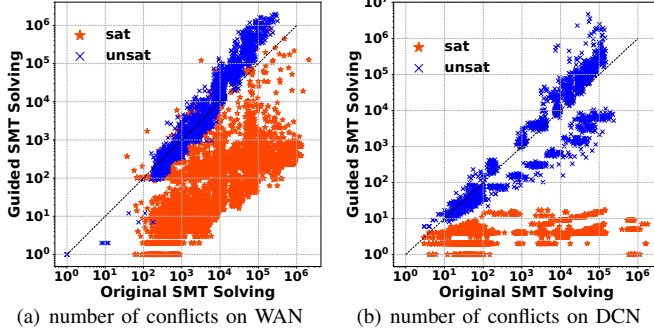 Guided SMT Solving
10⁶
10⁵
10⁴
10³
10²
10¹
10⁰
sat
unsat
10⁰ 10¹ 10² 10³ 10⁴ 10⁵ 10⁶
Original SMT Solving
(a) number of conflicts on WAN
Guided SMT Solving
10⁷
10⁶
10⁵
10⁴
10³
10²
10¹
10⁰
sat
unsat
10⁰ 10¹ 10² 10³ 10⁴ 10⁵ 10⁶
Original SMT Solving
(b) number of conflicts on DCN